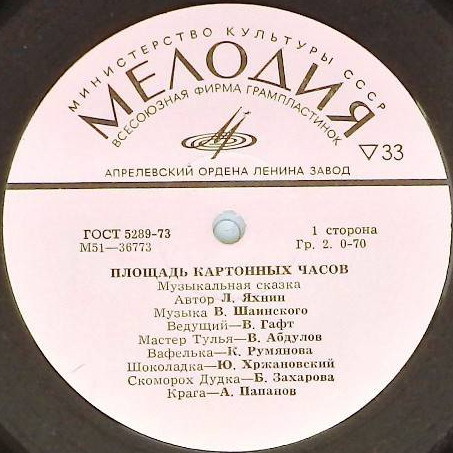 МИНИСТЕРСТВО КУЛЬТУРЫ СССР
МЕЛОДИЯ
ВСЕСОЮЗНАЯ ФИРМА ГРАМПЛАСТИНОК
▽33
АПРЕЛЕВСКИЙ ОРДЕНА ЛЕНИНА ЗАВОД
ГОСТ 5289-73
1 сторона
М51—36773
Гр. 2. 0-70
ПЛОЩАДЬ КАРТОННЫХ ЧАСОВ
Музыкальная сказка
Автор Л. Яхнин
Музыка В. Шаинского
Ведущий—В. Гафт
Мастер Тулья—В. Абдулов
Вафелька—К. Румянова
Шоколадка—Ю. Хржановский
Скоморох Дудка—Б. Захарова
Крага—А. Папанов